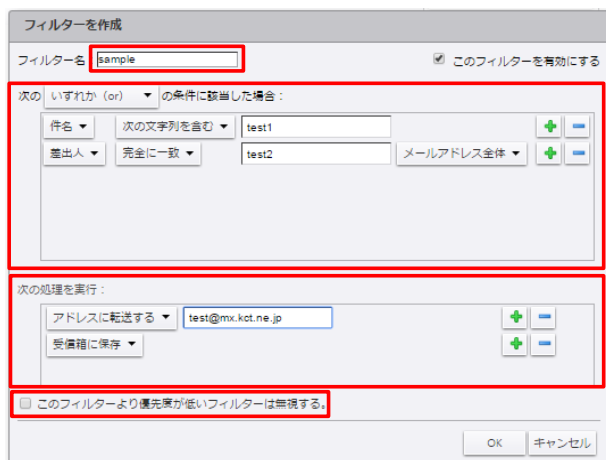 フィルターを作成
フィルター名: sample このフィルターを有効にする
次の いずれか (or) の条件に該当した場合:
件名 次の文字列を含む test1
差出人 完全に一致 test2 メールアドレス全体
次の処理を実行:
アドレスに転送する test@mx.kct.ne.jp
受信箱に保存
このフィルターより優先度が低いフィルターは無視する。
OK キャンセル